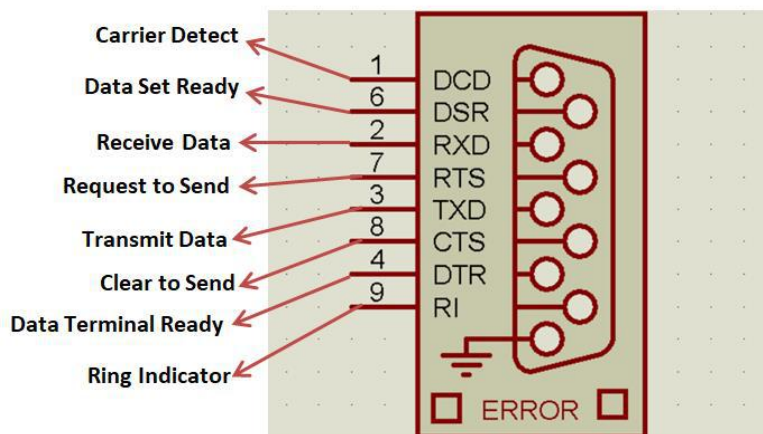 Carrier Detect
1 DCD
Data Set Ready
6 DSR
Receive Data
2 RXD
Request to Send
7 RTS
Transmit Data
3 TXD
Clear to Send
8 CTS
Data Terminal Ready
4 DTR
Ring Indicator
9 RI
ERROR